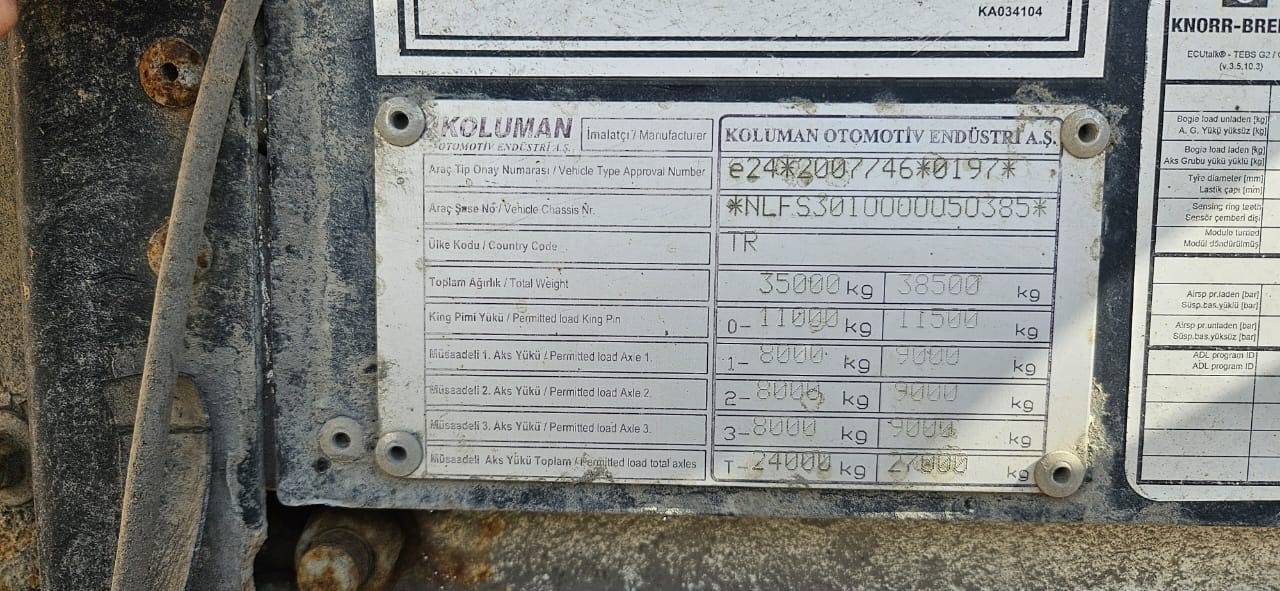 KA034104
KOLUMAN
OTOMOTİV ENDÜSTRİ A.Ş.
İmalatçı / Manufacturer
KOLUMAN OTOMOTİV ENDÜSTRİ A.Ş.
Araç Tip Onay Numarası / Vehicle Type Approval Number
e24*2007/46*0197*
Araç Şase No / Vehicle Chassis Nr.
*NLFS3010000050385*
Ülke Kodu / Country Code
TR
Toplam Ağırlık / Total Weight
35000 kg 38500 kg
King Pimi Yükü / Permitted load King Pin
0- 11000 kg 11500 kg
Müsaadeli 1. Aks Yükü / Permitted load Axle 1.
1- 8000 kg 9000 kg
Müsaadeli 2. Aks Yükü / Permitted load Axle 2.
2- 8000 kg 9000 kg
Müsaadeli 3. Aks Yükü / Permitted load Axle 3.
3- 8000 kg 9000 kg
Müsaadeli Aks Yükü Toplam / Permitted load total axles
T- 24000 kg 27000 kg
KNORR-BRE
ECUtalk® - TEBS G2 /
(v.3.5.10.3)
Bogie load unladen [kg]
A. G. Yükü yüksüz [kg]
Bogie load laden [kg]
Aks Grubu yükü yüklü [kg]
Tyre diameter [mm]
Lastik çapı [mm]
Sensing ring teeth
Sensör çemberi dişi
Module turned
Modül döndürülmüş
Airsp pr.laden [bar]
Süsp.bas.yüklü [bar]
Airsp pr.unladen [bar]
Süsp.bas.yüksüz [bar]
ADL program ID
ADL program ID